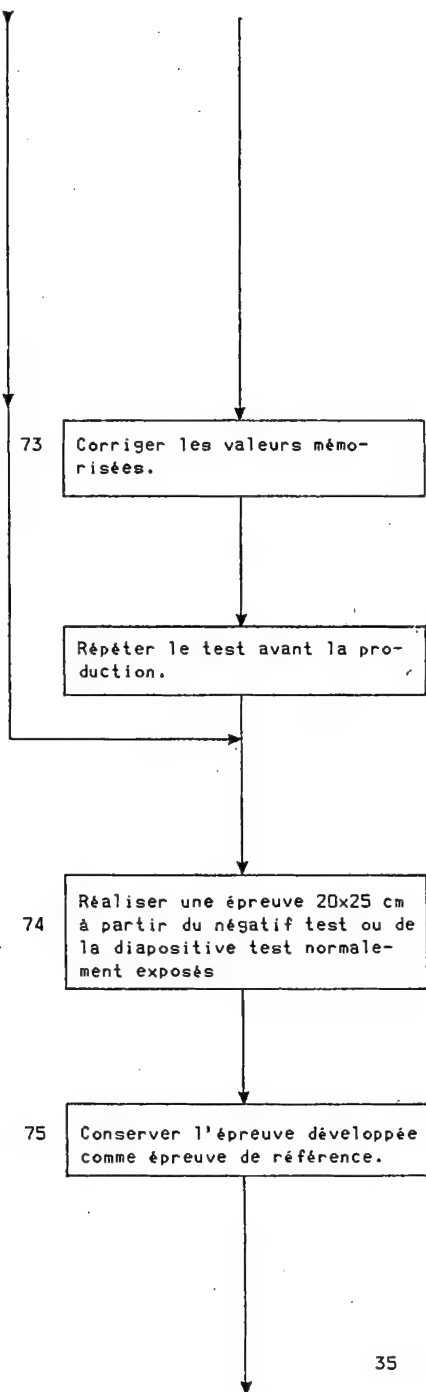 73
Corriger les valeurs mémo-
risées.
Répéter le test avant la pro-
duction.
74
Réaliser une épreuve 20x25 cm
à partir du négatif test ou de
la diapositive test normale-
ment exposés
75
Conserver l'épreuve développée
comme épreuve de référence.
35